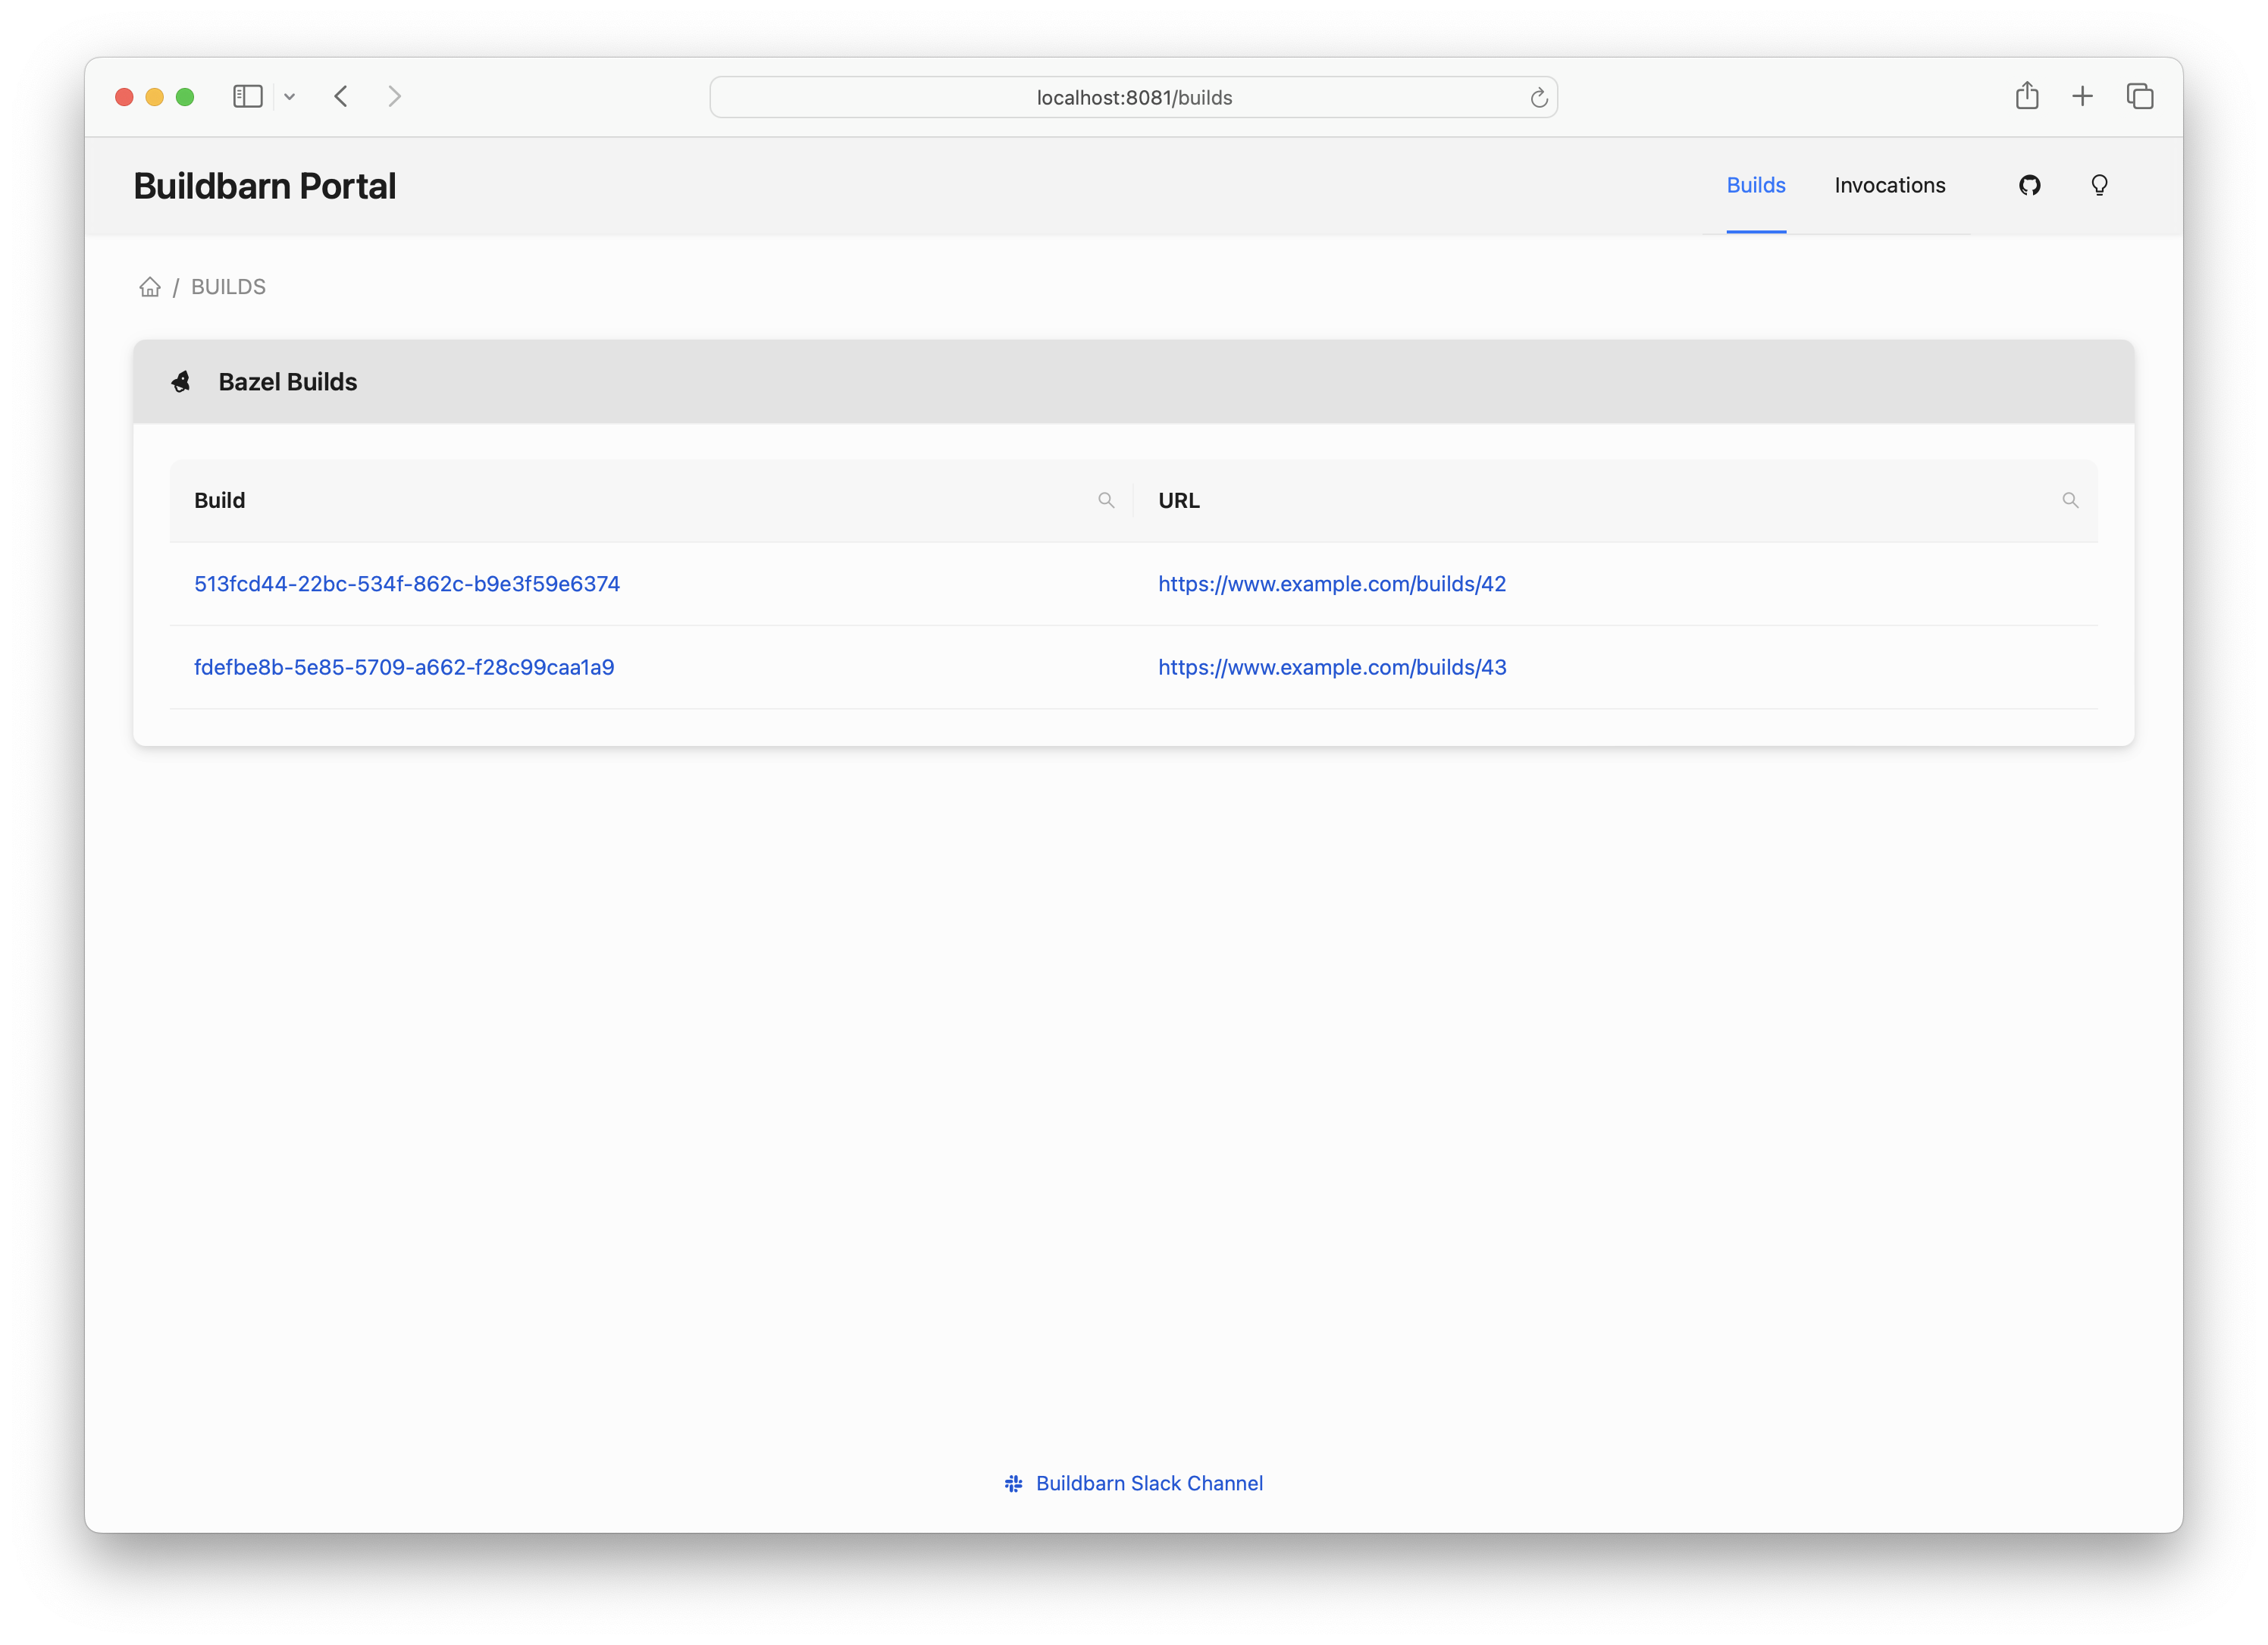 localhost:8081/builds
Buildbarn Portal
Builds
Invocations
/ BUILDS
Bazel Builds
Build
URL
513fcd44-22bc-534f-862c-b9e3f59e6374
https://www.example.com/builds/42
fdefbe8b-5e85-5709-a662-f28c99caa1a9
https://www.example.com/builds/43
Buildbarn Slack Channel